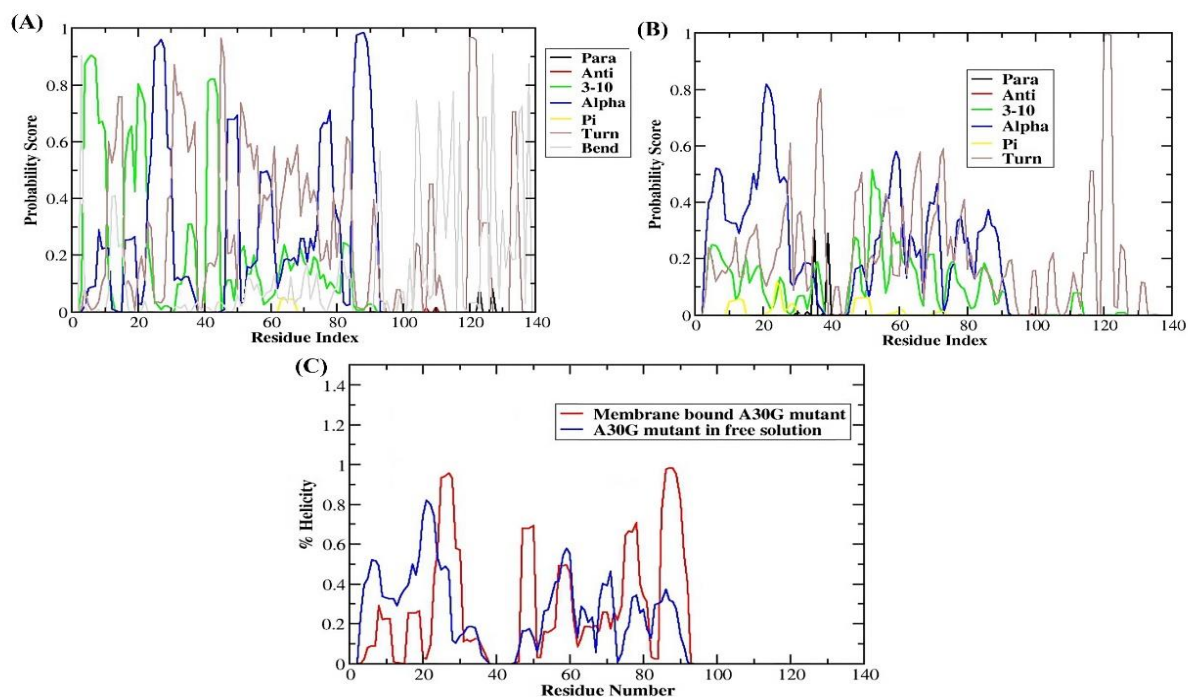 (A)
1
0.8
0.6
0.4
0.2
0
Probability Score
0 20 40 60 80 100 120 140
Residue Index
Para
Anti
3-10
Alpha
Pi
Turn
Bend
(B)
1
0.8
0.6
0.4
0.2
0
Probability Score
0 20 40 60 80 100 120 140
Residue Index
Para
Anti
3-10
Alpha
Pi
Turn
(C)
1.4
1.2
1
0.8
0.6
0.4
0.2
0
% Helicity
0 20 40 60 80 100 120 140
Residue Number
Membrane bound A30G mutant
A30G mutant in free solution